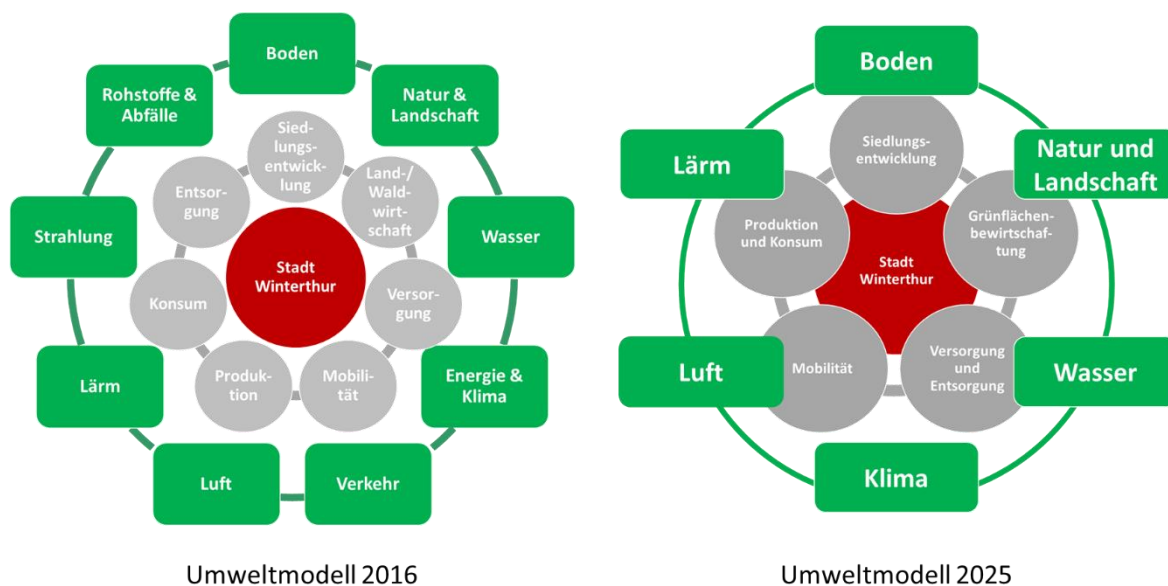 Boden
Rohstoffe &
Abfälle
Natur &
Landschaft
Sied-
lungs-
entwick-
lung
Entsor-
gung
Land-/
Wald-
wirt-
schaft
Strahlung
Wasser
Stadt
Winterthur
Konsum
Versor-
gung
Lärm
Produk-
tion
Mobili-
tät
Energie &
Klima
Luft
Verkehr
Umweltmodell 2016
Boden
Lärm
Siedlungs-
entwicklung
Natur und
Landschaft
Produktion
und Konsum
Grünflächen-
bewirtschaf-
tung
Stadt
Winterthur
Luft
Mobilität
Versorgung
und
Entsorgung
Wasser
Klima
Umweltmodell 2025